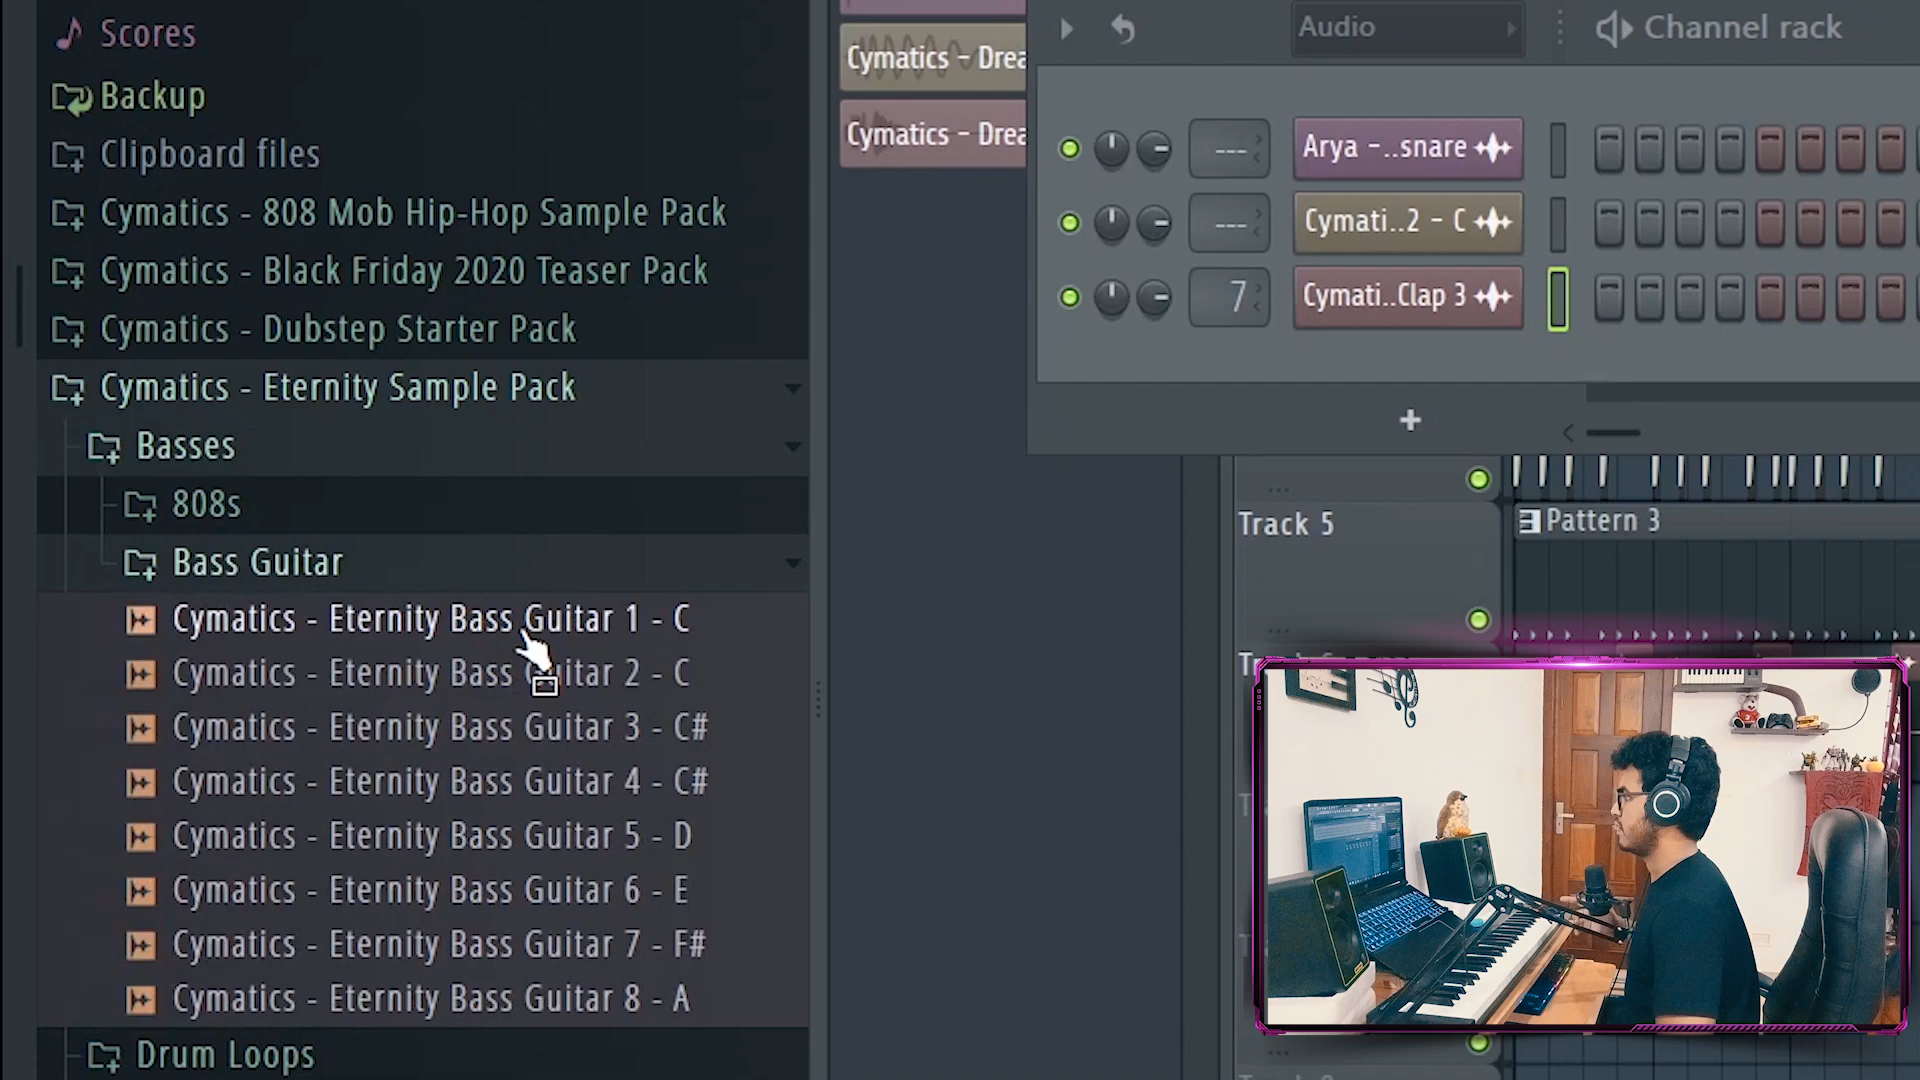 Scores
Backup
Clipboard files
Cymatics - 808 Mob Hip-Hop Sample Pack
Cymatics - Black Friday 2020 Teaser Pack
Cymatics - Dubstep Starter Pack
Cymatics - Eternity Sample Pack
Basses
808s
Bass Guitar
Cymatics - Eternity Bass Guitar 1 - C
Cymatics - Eternity Bass Guitar 2 - C
Cymatics - Eternity Bass Guitar 3 - C#
Cymatics - Eternity Bass Guitar 4 - C#
Cymatics - Eternity Bass Guitar 5 - D
Cymatics - Eternity Bass Guitar 6 - E
Cymatics - Eternity Bass Guitar 7 - F#
Cymatics - Eternity Bass Guitar 8 - A
Drum Loops
Cymatics - Drea
Cymatics - Drea
Audio
Channel rack
--- Arya -..snare
--- Cymati..2 - C
7 Cymati..Clap 3
Track 5
Pattern 3